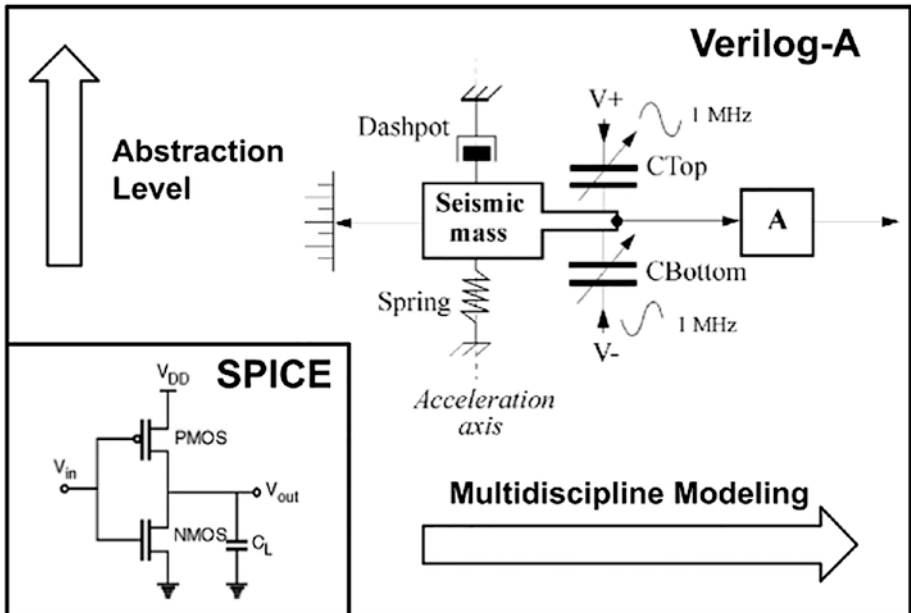 Verilog-A
Abstraction
Level
Dashpot
V+
1 MHz
CTop
Seismic
mass
A
CBottom
Spring
1 MHz
V-
Acceleration
axis
SPICE
VDD
PMOS
Vin
Vout
NMOS
CL
Multidiscipline Modeling